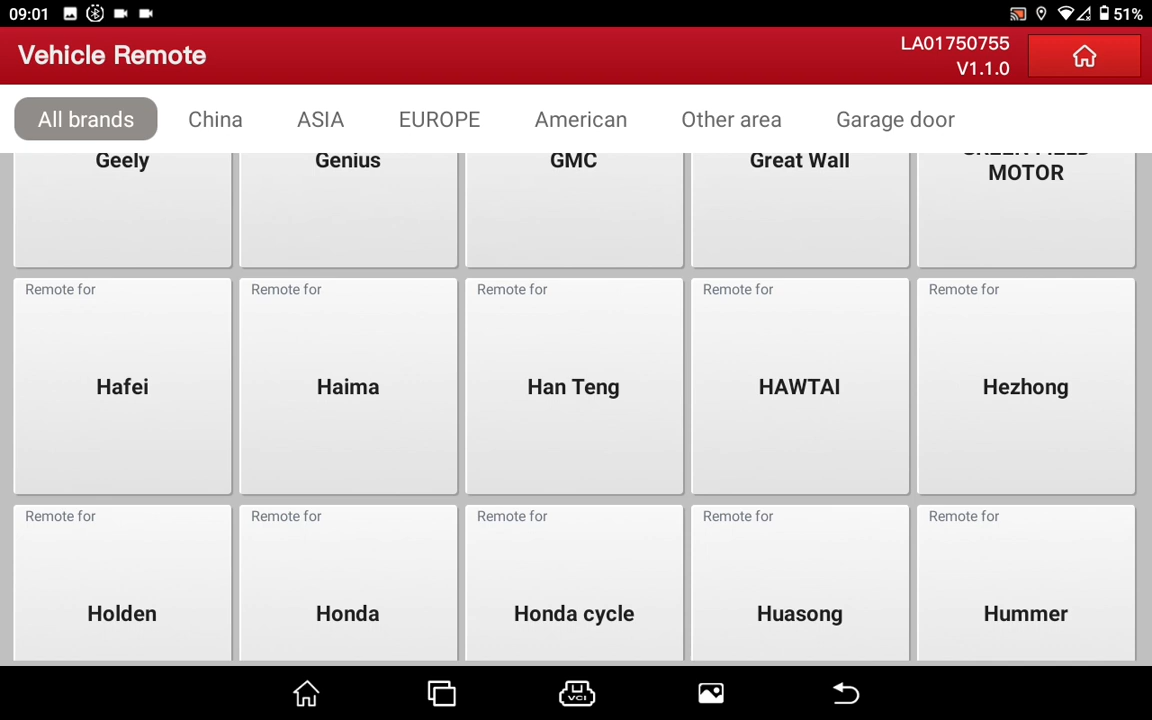 09:01
51%
Vehicle Remote
LA01750755
V1.1.0
All brands China ASIA EUROPE American Other area Garage door
Geely Genius GMC Great Wall GREEN FIELD
MOTOR
Remote for Remote for Remote for Remote for Remote for
Hafei Haima Han Teng HAWTAI Hezhong
Remote for Remote for Remote for Remote for Remote for
Holden Honda Honda cycle Huasong Hummer
VCI